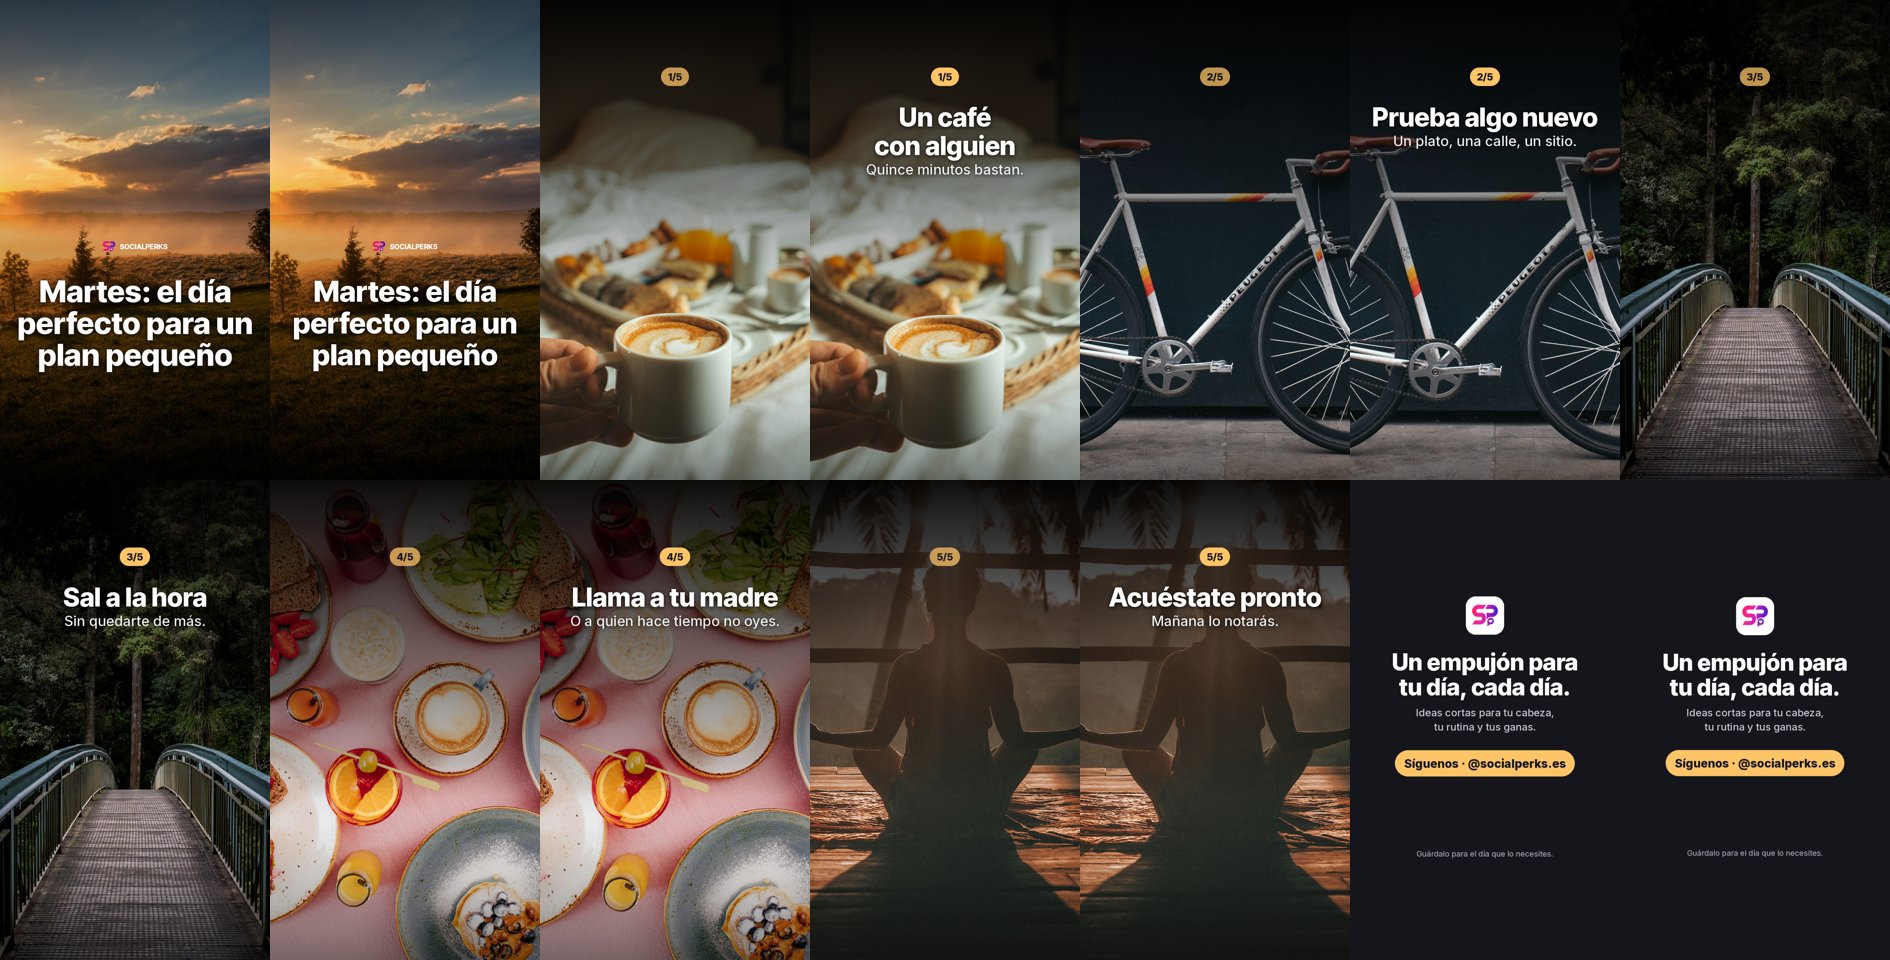 SP SOCIALPERKS
Martes: el día
perfecto para un
plan pequeño
SP SOCIALPERKS
Martes: el día
perfecto para un
plan pequeño
1/5
1/5
Un café
con alguien
Quince minutos bastan.
2/5
PEUGEOT
2/5
Prueba algo nuevo
Un plato, una calle, un sitio.
PEUGEOT
3/5
3/5
Sal a la hora
Sin quedarte de más.
4/5
4/5
Llama a tu madre
O a quien hace tiempo no oyes.
5/5
5/5
Acuéstate pronto
Mañana lo notarás.
SPp
Un empujón para
tu día, cada día.
Ideas cortas para tu cabeza,
tu rutina y tus ganas.
Síguenos · @socialperks.es
Guárdalo para el día que lo necesites.
SPp
Un empujón para
tu día, cada día.
Ideas cortas para tu cabeza,
tu rutina y tus ganas.
Síguenos · @socialperks.es
Guárdalo para el día que lo necesites.